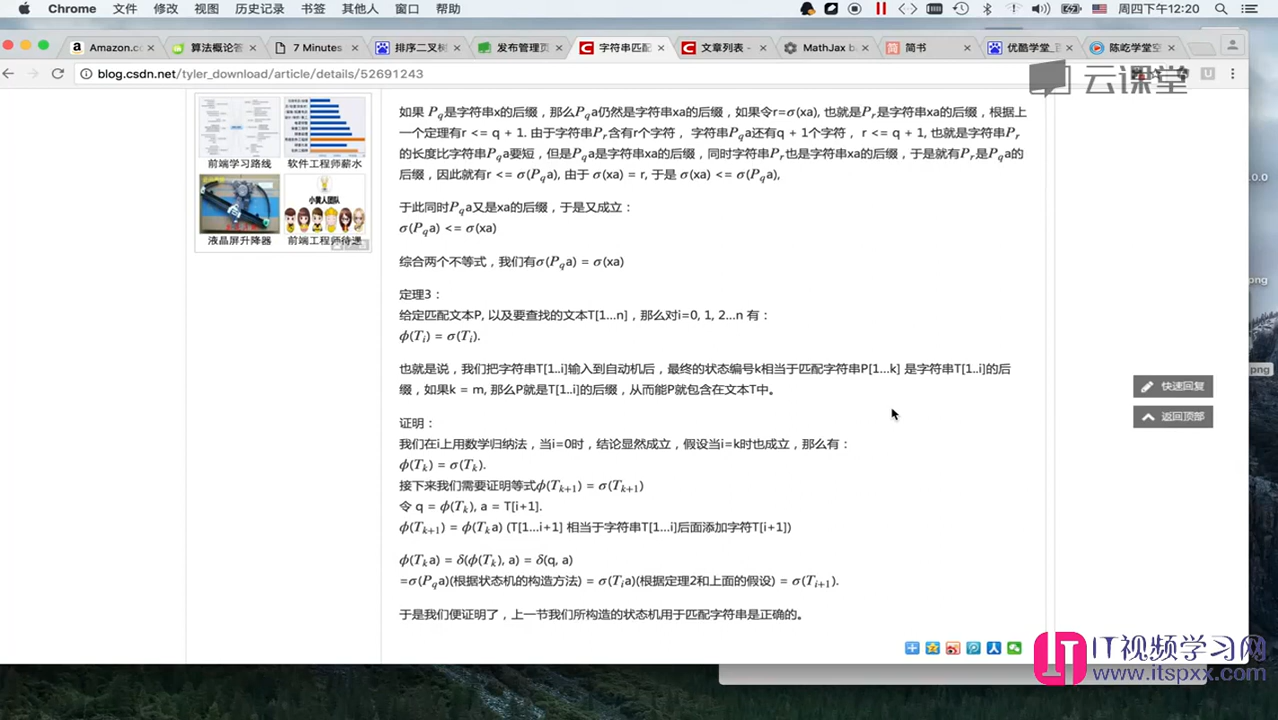 Chrome 文件 修改 视图 历史记录 书签 其他人 窗口 帮助 周四下午12:20
Amazon.c 算法概论答 7 Minutes 排序二叉树 发布管理页 字符串匹配 文章列表 - MathJax ba 简书 优酷学堂_百 陈屹学堂空
blog.csdn.net/tyler_download/article/details/52691243
云课堂
前端学习路线 软件工程师薪水
小黄人团队
液晶屏升降器 前端工程师待遇
如果 Pq是字符串x的后缀，那么Pqa仍然是字符串xa的后缀，如果令r=σ(xa), 也就是Pr是字符串xa的后缀，根据上
一个定理有r <= q + 1. 由于字符串Pr含有r个字符， 字符串Pqa还有q + 1个字符， r <= q + 1, 也就是字符串Pr
的长度比字符串Pqa要短，但是Pqa是字符串xa的后缀，同时字符串Pr也是字符串xa的后缀，于是就有Pr是Pqa的
后缀，因此就有r <= σ(Pqa), 由于 σ(xa) = r, 于是 σ(xa) <= σ(Pqa),
于此同时Pqa又是xa的后缀，于是又成立：
σ(Pqa) <= σ(xa)
综合两个不等式，我们有σ(Pqa) = σ(xa)
定理3：
给定匹配文本P, 以及要查找的文本T[1...n]，那么对i=0, 1, 2...n 有：
ϕ(Ti) = σ(Ti).
也就是说，我们把字符串T[1..i]输入到自动机后，最终的状态编号k相当于匹配字符串P[1...k] 是字符串T[1..i]的后
缀，如果k = m, 那么P就是T[1..i]的后缀，从而能P就包含在文本T中。
证明：
我们在i上用数学归纳法，当i=0时，结论显然成立，假设当i=k时也成立，那么有：
ϕ(Tk) = σ(Tk).
接下来我们需要证明等式ϕ(Tk+1) = σ(Tk+1)
令 q = ϕ(Tk), a = T[i+1].
ϕ(Tk+1) = ϕ(Tka) (T[1...i+1] 相当于字符串T[1...i]后面添加字符T[i+1])
ϕ(Tka) = δ(ϕ(Tk), a) = δ(q, a)
=σ(Pqa)(根据状态机的构造方法) = σ(Tia)(根据定理2和上面的假设) = σ(Ti+1).
于是我们便证明了，上一节我们所构造的状态机用于匹配字符串是正确的。
快速回复
返回顶部
0.0
png
png
IT视频学习网
www.itspxx.com